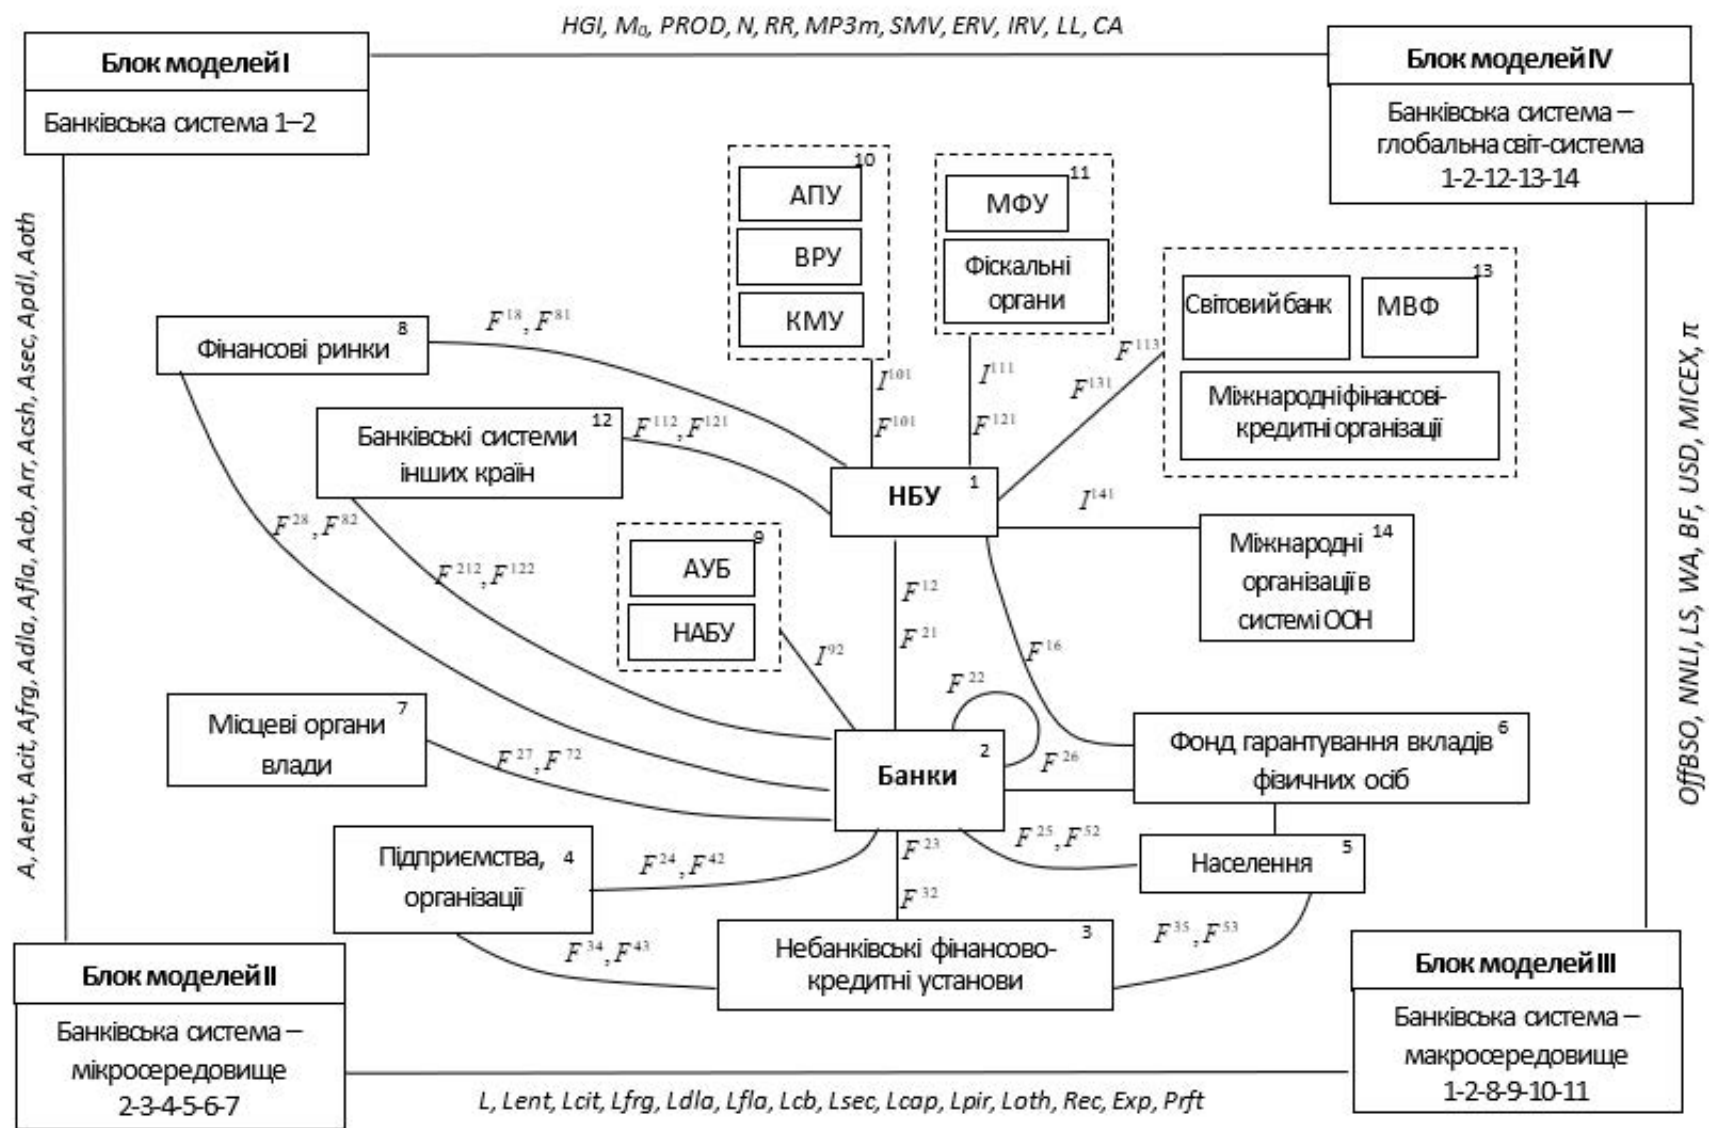 HGI, M₀, PROD, N, RR, MP3m, SMV, ERV, IRV, LL, CA
Блок моделей I
Банківська система 1–2
Блок моделей IV
Банківська система –
глобальна світ-система
1-2-12-13-14
10
АПУ
ВРУ
КМУ
11
МФУ
Фіскальні
органи
13
Світовий банк
МВФ
Міжнародні фінансові-
кредитні організації
A, Aent, Acit, Afrg, Adla, Afla, Acb, Arr, Acsh, Asec, Apdl, Aoth
OffBSO, NNLI, LS, WA, BF, USD, MICEX, π
8
Фінансові ринки
F¹⁸, F⁸¹
I¹⁰¹
F¹⁰¹
I¹¹¹
F¹²¹
F¹¹³
F¹³¹
12
Банківські системи
інших країн
F¹¹², F¹²¹
НБУ 1
I¹⁴¹
14
Міжнародні
організації в
системі ООН
F²⁸, F⁸²
F²¹², F¹²²
9
АУБ
НАБУ
I⁹²
F¹²
F²¹
F¹⁶
F²²
7
Місцеві органи
влади
F²⁷, F⁷²
2
Банки
F²⁶
6
Фонд гарантування вкладів
фізичних осіб
4
Підприємства,
організації
F²⁴, F⁴²
F²³
F³²
F²⁵, F⁵²
5
Населення
F³⁴, F⁴³
3
Небанківські фінансово-
кредитні установи
F³⁵, F⁵³
Блок моделей II
Банківська система –
мікросередовище
2-3-4-5-6-7
Блок моделей III
Банківська система –
макросередовище
1-2-8-9-10-11
L, Lent, Lcit, Lfrg, Ldla, Lfla, Lcb, Lsec, Lcap, Lpir, Loth, Rec, Exp, Prft